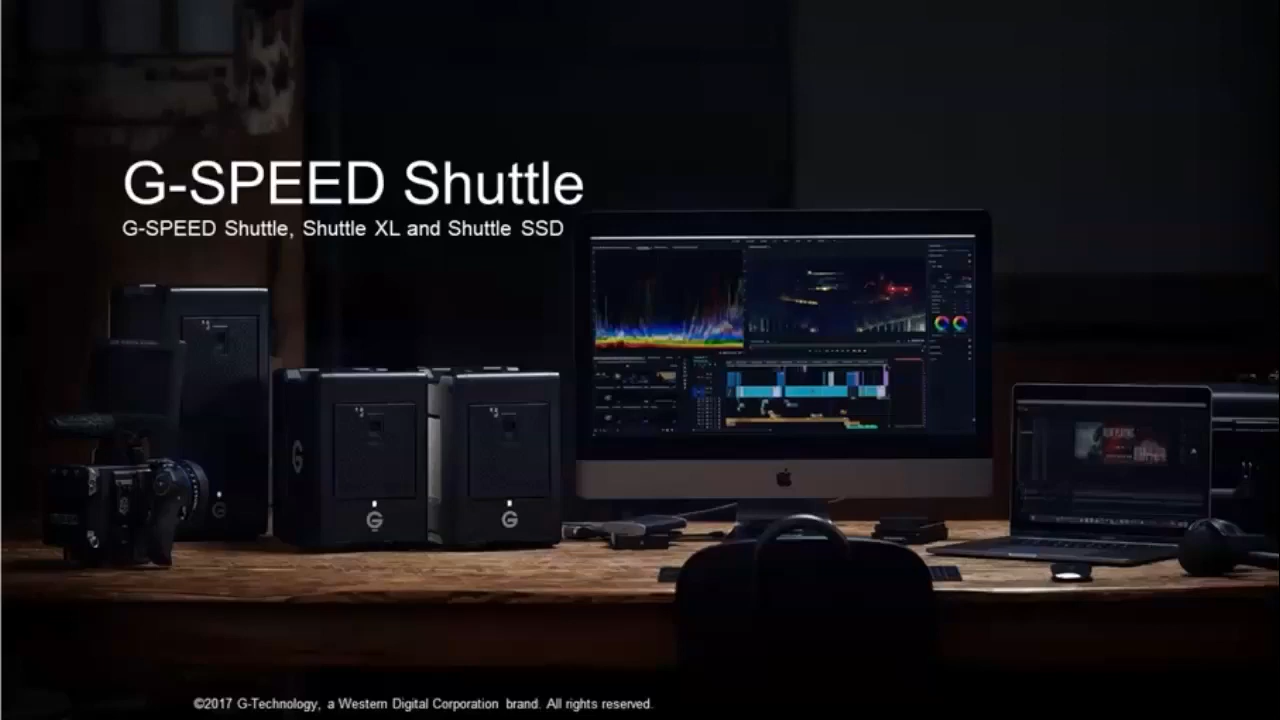 G-SPEED Shuttle
G-SPEED Shuttle, Shuttle XL and Shuttle SSD
©2017 G-Technology, a Western Digital Corporation brand. All rights reserved.